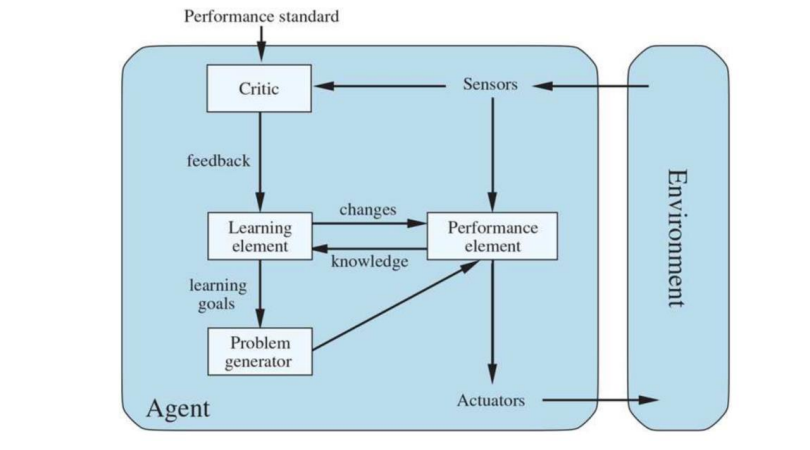 Performance standard
Critic
Sensors
feedback
Learning
element
changes
knowledge
Performance
element
Environment
learning
goals
Problem
generator
Agent
Actuators